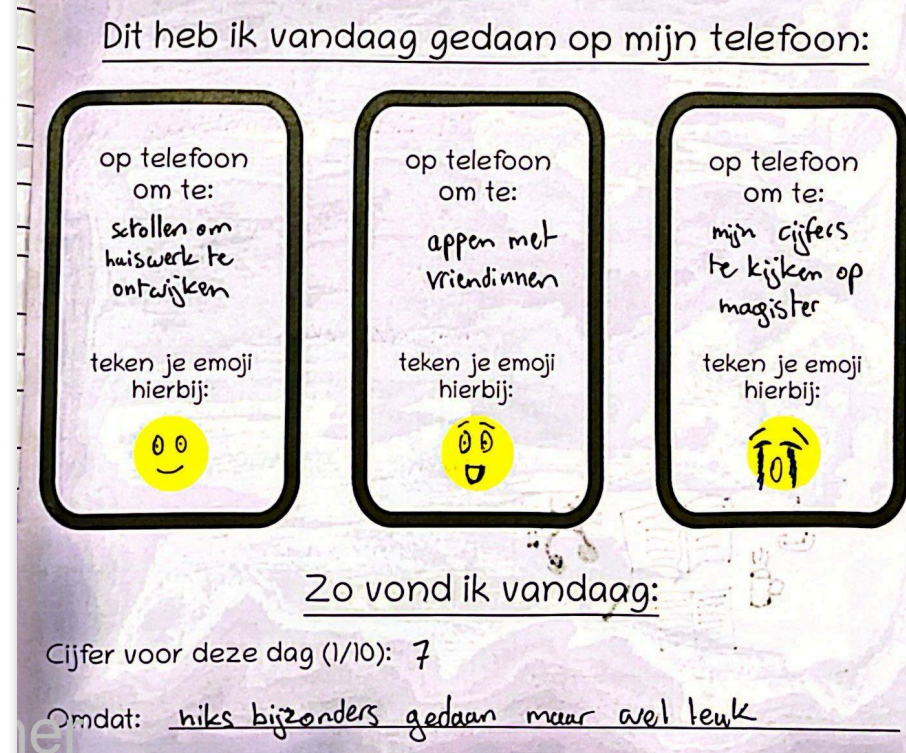 Dit heb ik vandaag gedaan op mijn telefoon:
op telefoon
om te:
scrollen om
huiswerk te
ontwijken
teken je emoji
hierbij:
op telefoon
om te:
appen met
vriendinnen
teken je emoji
hierbij:
op telefoon
om te:
mijn cijfers
te kijken op
magister
teken je emoji
hierbij:
Zo vond ik vandaag:
Cijfer voor deze dag (1/10): 7
Omdat: niks bijzonders gedaan maar wel leuk